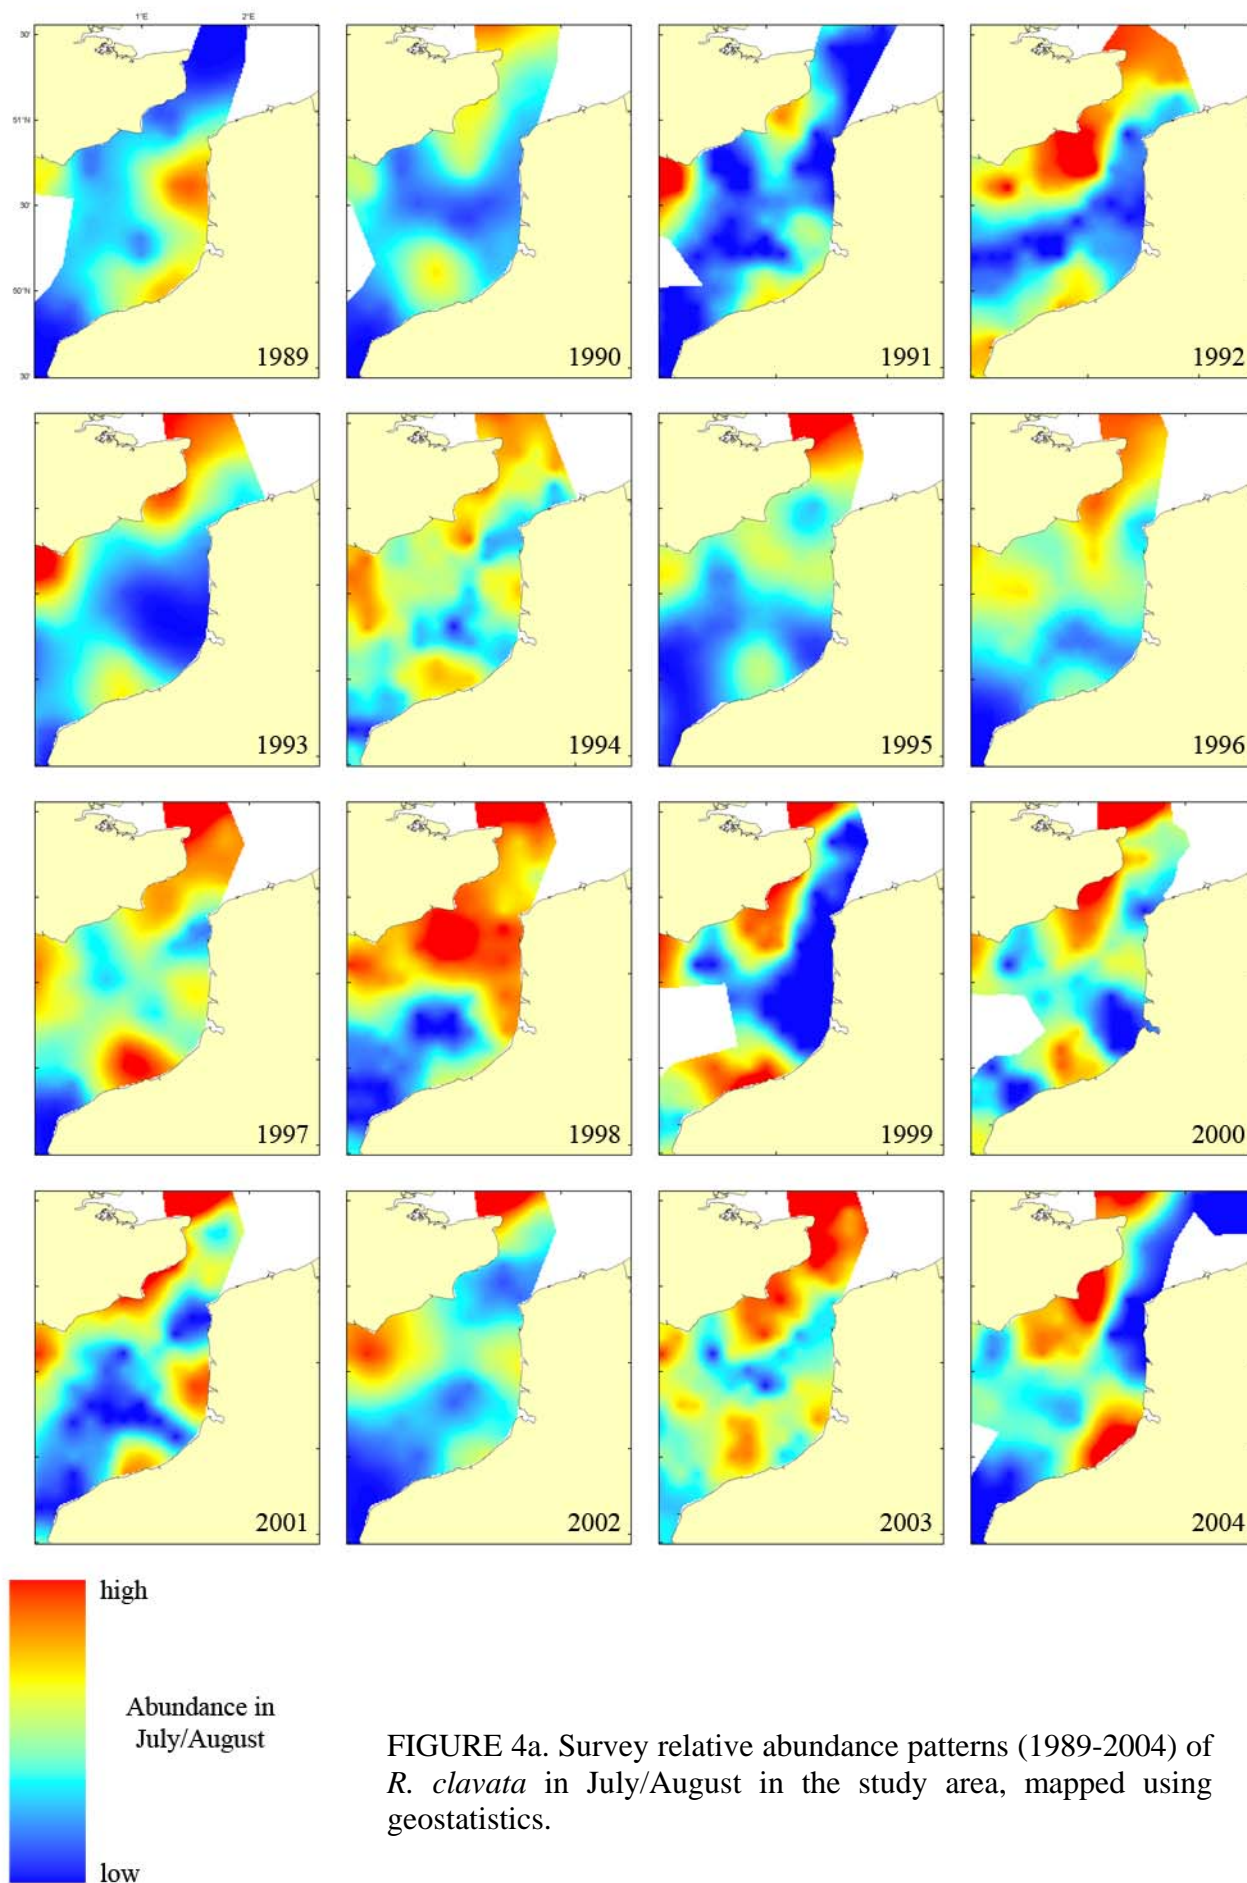 1°E 2°E
30'
51°N
30'
50°N
30'
1989
1990
1991
1992
1993
1994
1995
1996
1997
1998
1999
2000
2001
2002
2003
2004
high
Abundance in
July/August
low
FIGURE 4a. Survey relative abundance patterns (1989-2004) of
R. clavata in July/August in the study area, mapped using
geostatistics.